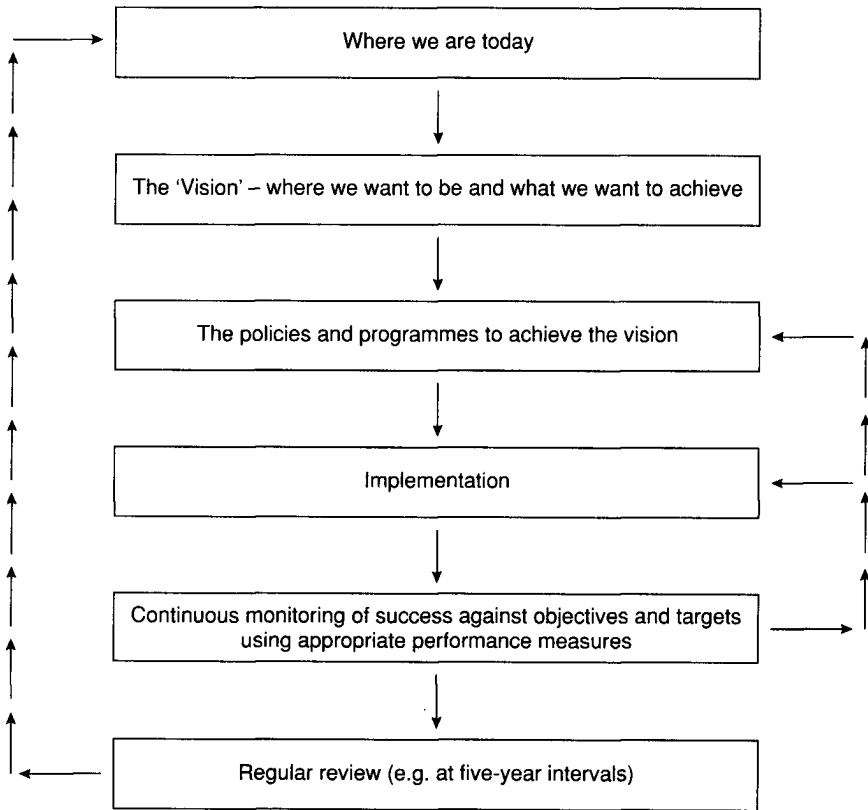 Where we are today
The 'Vision' – where we want to be and what we want to achieve
The policies and programmes to achieve the vision
Implementation
Continuous monitoring of success against objectives and targets
using appropriate performance measures
Regular review (e.g. at five-year intervals)